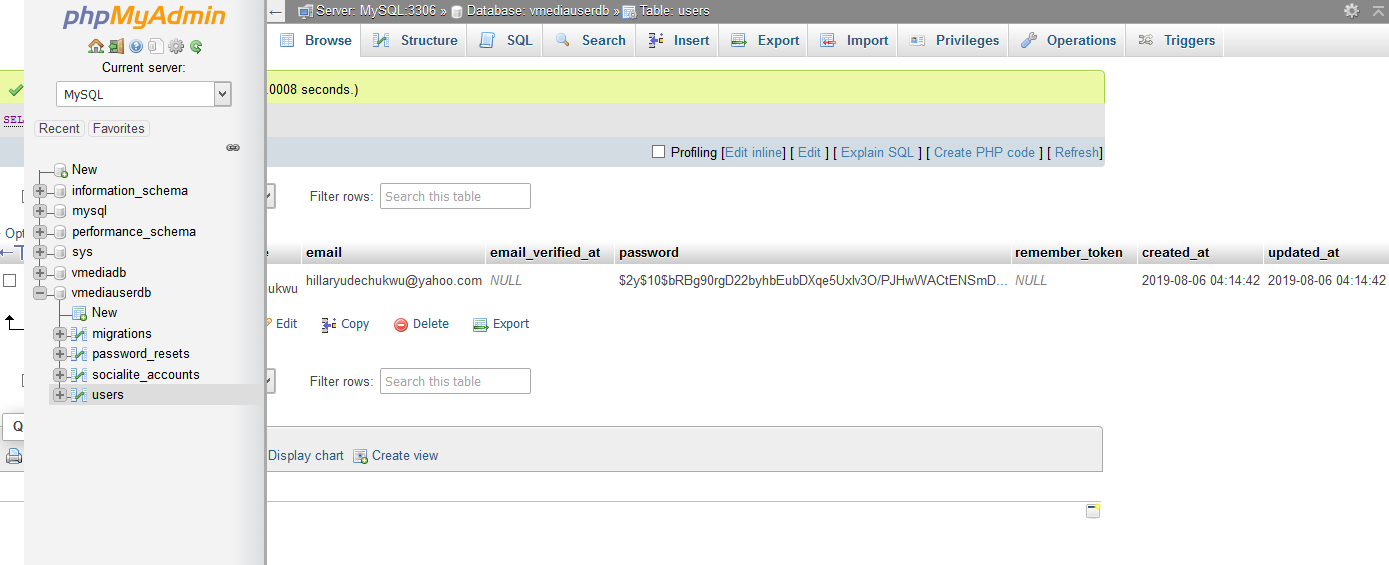 phpMyAdmin
Current server:
MySQL
Recent Favorites
New
information_schema
mysql
performance_schema
sys
vmediadb
vmediauserdb
New
migrations
password_resets
socialite_accounts
users
Server: MySQL:3306 » Database: vmediauserdb » Table: users
Browse Structure SQL Search Insert Export Import Privileges Operations Triggers
.0008 seconds.)
SEL
Profiling [Edit inline] [ Edit ] [ Explain SQL ] [ Create PHP code ] [ Refresh]
Filter rows: Search this table
Opt
e email email_verified_at password remember_token created_at updated_at
ukwu hillaryudechukwu@yahoo.com NULL $2y$10$bRBg90rgD22byhbEubDXqe5Uxlv3O/PJHwWACtENSmD... NULL 2019-08-06 04:14:42 2019-08-06 04:14:42
Edit Copy Delete Export
Filter rows: Search this table
Q
Display chart Create view